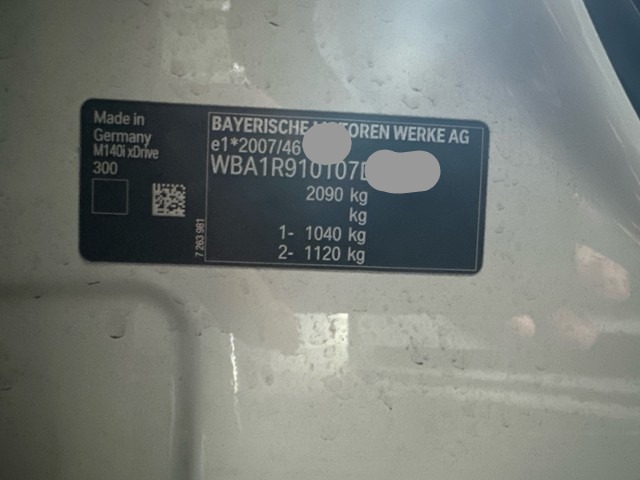 Made in
Germany
M140i xDrive
300
7 263 981
BAYERISCHE MOTOREN WERKE AG
e1*2007/46
WBA1R910107D
2090 kg
kg
1- 1040 kg
2- 1120 kg